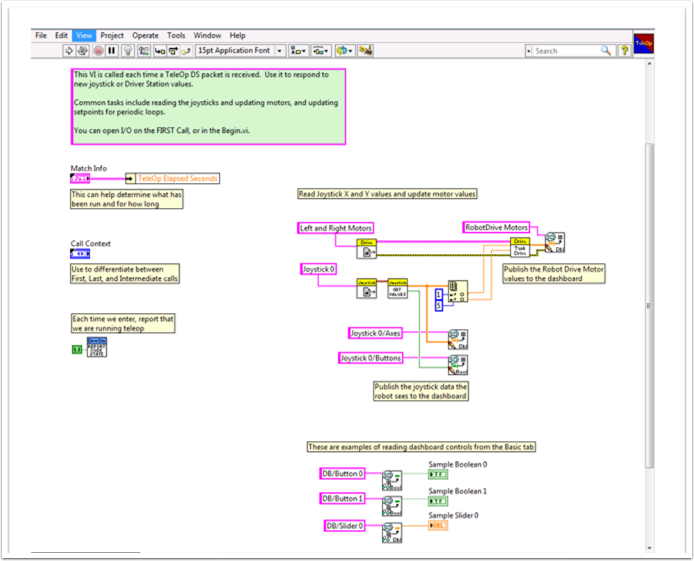 File Edit View Project Operate Tools Window Help
15pt Application Font
Search
TeleOp
This VI is called each time a TeleOp DS packet is received.  Use it to respond to
new joystick or Driver Station values.
Common tasks include reading the joysticks and updating motors, and updating
setpoints for periodic loops.
You can open I/O on the FIRST Call, or in the Begin.vi.
Match Info
TeleOp Elapsed Seconds
This can help determine what has
been run and for how long
Read Joystick X and Y values and update motor values
Left and Right Motors
RobotDrive Motors
Call Context
Use to differentiate between
First, Last, and Intermediate calls
Joystick 0
Publish the Robot Drive Motor
values to the dashboard
GET
VALUES
1
5
Each time we enter, report that
we are running teleop
Joystick 0/Axes
Joystick 0/Buttons
Publish the joystick data the
robot sees to the dashboard
These are examples of reading dashboard controls from the Basic tab
DB/Button 0
Sample Boolean 0
TF
DB/Button 1
Sample Boolean 1
TF
DB/Slider 0
Sample Slider 0
DBL